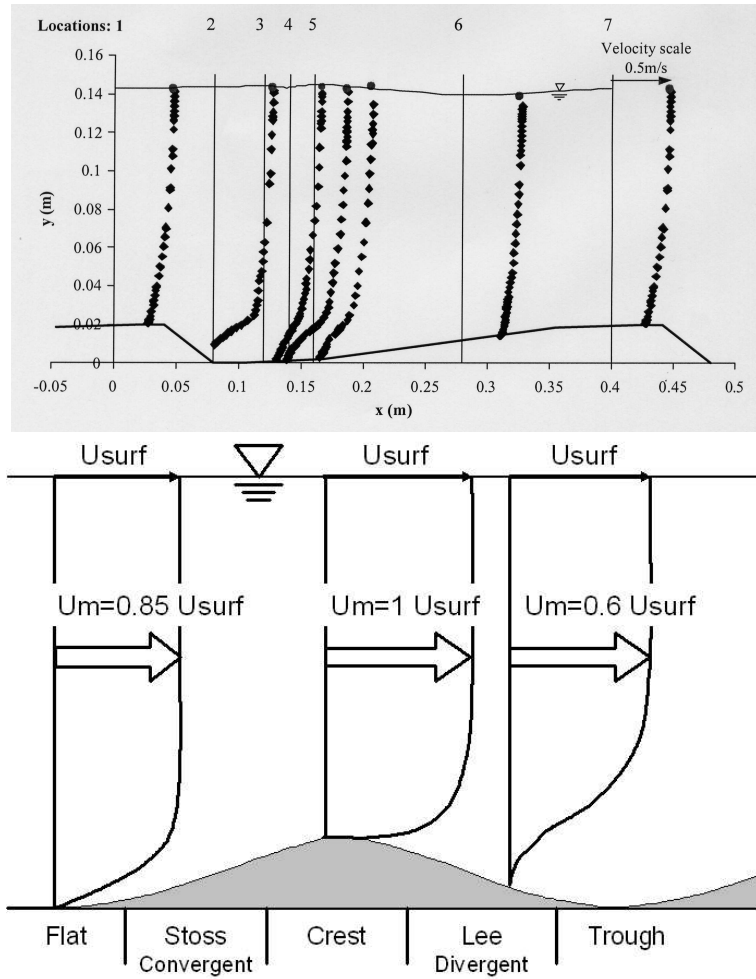 Locations: 1 2 3 4 5 6 7
Velocity scale
0.5m/s
0.16
0.14
0.12
0.1
0.08
0.06
0.04
0.02
0
y (m)
-0.05 0 0.05 0.1 0.15 0.2 0.25 0.3 0.35 0.4 0.45 0.5
x (m)
Usurf Usurf Usurf
Um=0.85 Usurf Um=1 Usurf Um=0.6 Usurf
Flat Stoss Crest Lee Trough
Convergent Divergent